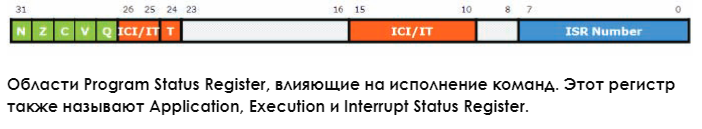 31 26 25 24 23 16 15 10 8 7 0
N Z C V Q ICI/IT T ICI/IT ISR Number
Области Program Status Register, влияющие на исполнение команд. Этот регистр
также называют Application, Execution и Interrupt Status Register.